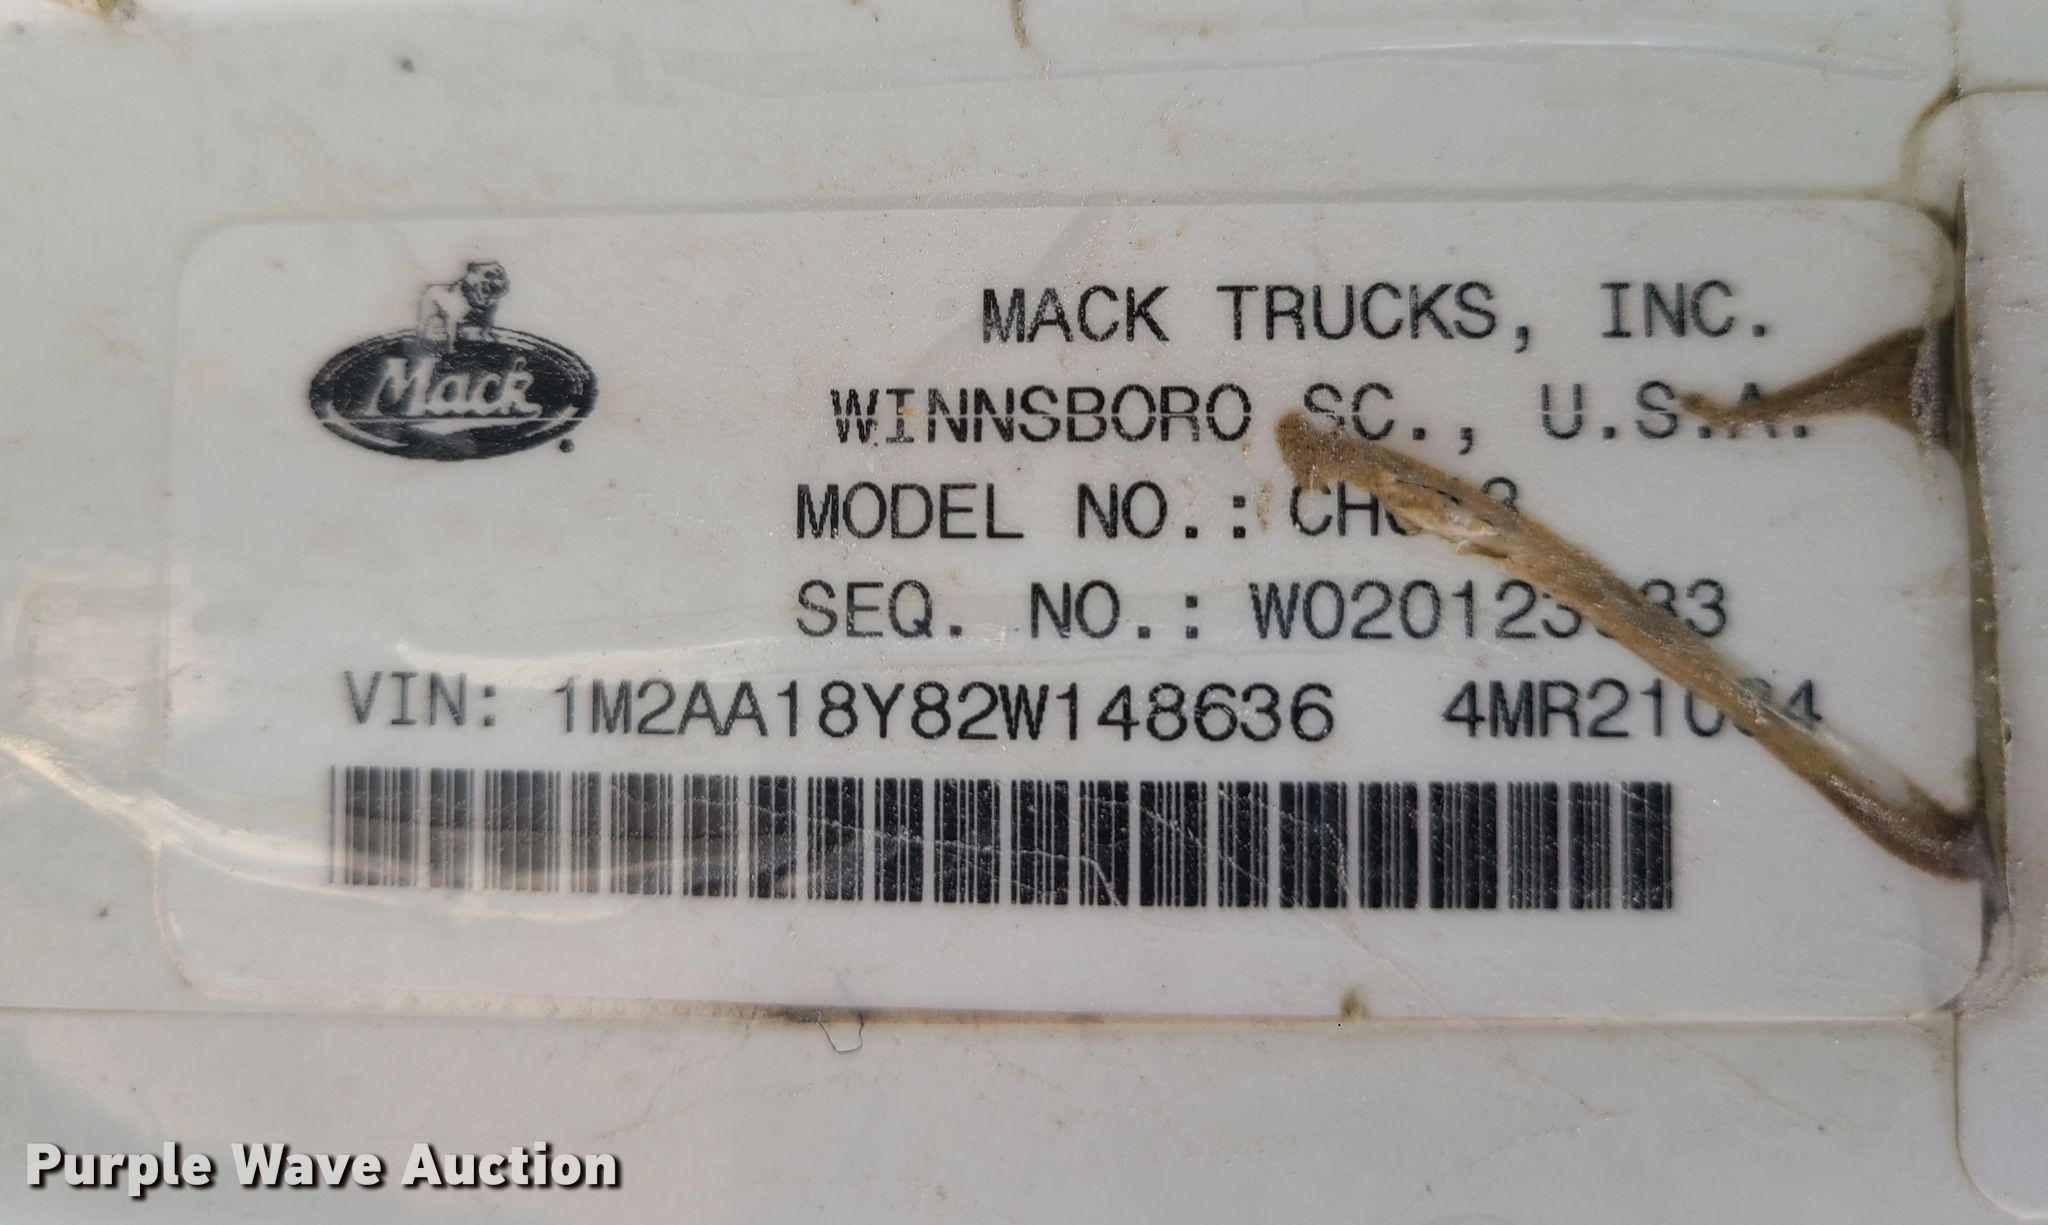 Mack
MACK TRUCKS, INC.
WINNSBORO SC., U.S.A.
MODEL NO.:
SEQ. NO.:
VIN: 1M2AA18Y82W148636
Purple Wave Auction